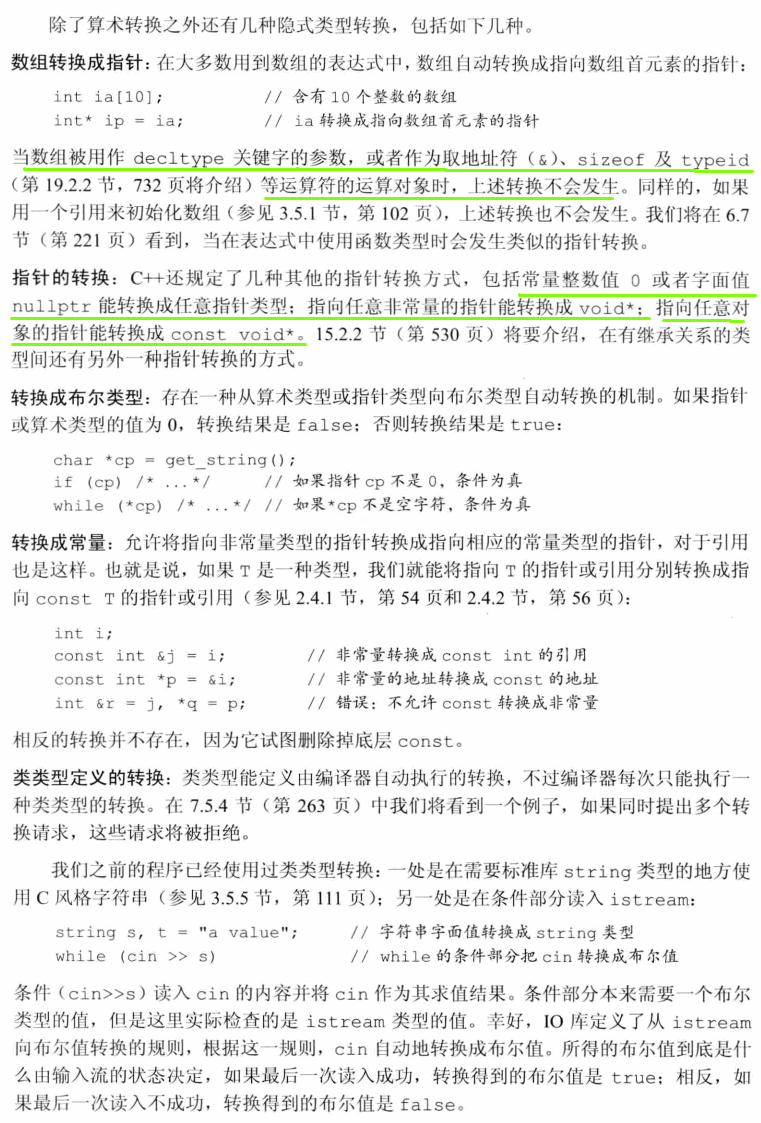 除了算术转换之外还有几种隐式类型转换，包括如下几种。
数组转换成指针：在大多数用到数组的表达式中，数组自动转换成指向数组首元素的指针：
int ia[10]; // 含有 10 个整数的数组
int* ip = ia; // ia 转换成指向数组首元素的指针
当数组被用作 decltype 关键字的参数，或者作为取地址符（&）、sizeof 及 typeid
（第 19.2.2 节，732 页将介绍）等运算符的运算对象时，上述转换不会发生。同样的，如果
用一个引用来初始化数组（参见 3.5.1 节，第 102 页），上述转换也不会发生。我们将在 6.7
节（第 221 页）看到，当在表达式中使用函数类型时会发生类似的指针转换。
指针的转换：C++还规定了几种其他的指针转换方式，包括常量整数值 0 或者字面值
nullptr 能转换成任意指针类型；指向任意非常量的指针能转换成 void*；指向任意对
象的指针能转换成 const void*。15.2.2 节（第 530 页）将要介绍，在有继承关系的类
型间还有另外一种指针转换的方式。
转换成布尔类型：存在一种从算术类型或指针类型向布尔类型自动转换的机制。如果指针
或算术类型的值为 0，转换结果是 false；否则转换结果是 true：
char *cp = get_string();
if (cp) /* ...*/ // 如果指针 cp 不是 0，条件为真
while (*cp) /* ...*/ // 如果*cp 不是空字符，条件为真
转换成常量：允许将指向非常量类型的指针转换成指向相应的常量类型的指针，对于引用
也是这样。也就是说，如果 T 是一种类型，我们就能将指向 T 的指针或引用分别转换成指
向 const T 的指针或引用（参见 2.4.1 节，第 54 页和 2.4.2 节，第 56 页）：
int i;
const int &j = i; // 非常量转换成 const int 的引用
const int *p = &i; // 非常量的地址转换成 const 的地址
int &r = j, *q = p; // 错误：不允许 const 转换成非常量
相反的转换并不存在，因为它试图删除掉底层 const。
类类型定义的转换：类类型能定义由编译器自动执行的转换，不过编译器每次只能执行一
种类类型的转换。在 7.5.4 节（第 263 页）中我们将看到一个例子，如果同时提出多个转
换请求，这些请求将被拒绝。
我们之前的程序已经使用过类类型转换：一处是在需要标准库 string 类型的地方使
用 C 风格字符串（参见 3.5.5 节，第 111 页）；另一处是在条件部分读入 istream：
string s, t = "a value"; // 字符串字面值转换成 string 类型
while (cin >> s) // while 的条件部分把 cin 转换成布尔值
条件（cin>>s）读入 cin 的内容并将 cin 作为其求值结果。条件部分本来需要一个布尔
类型的值，但是这里实际检查的是 istream 类型的值。幸好，IO 库定义了从 istream
向布尔值转换的规则，根据这一规则，cin 自动地转换成布尔值。所得的布尔值到底是什
么由输入流的状态决定，如果最后一次读入成功，转换得到的布尔值是 true；相反，如
果最后一次读入不成功，转换得到的布尔值是 false。